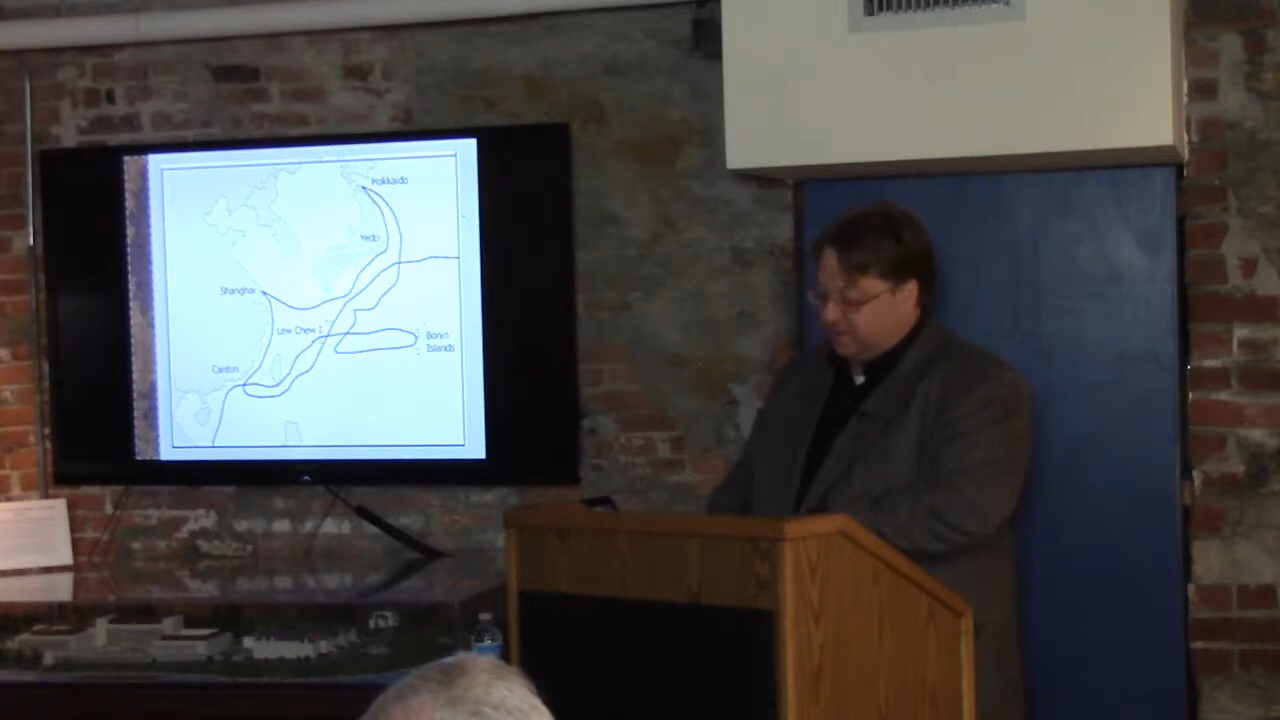 Hokkaido
Yedo
Shanghai
Lew Chew I
Bonin
Islands
Canton